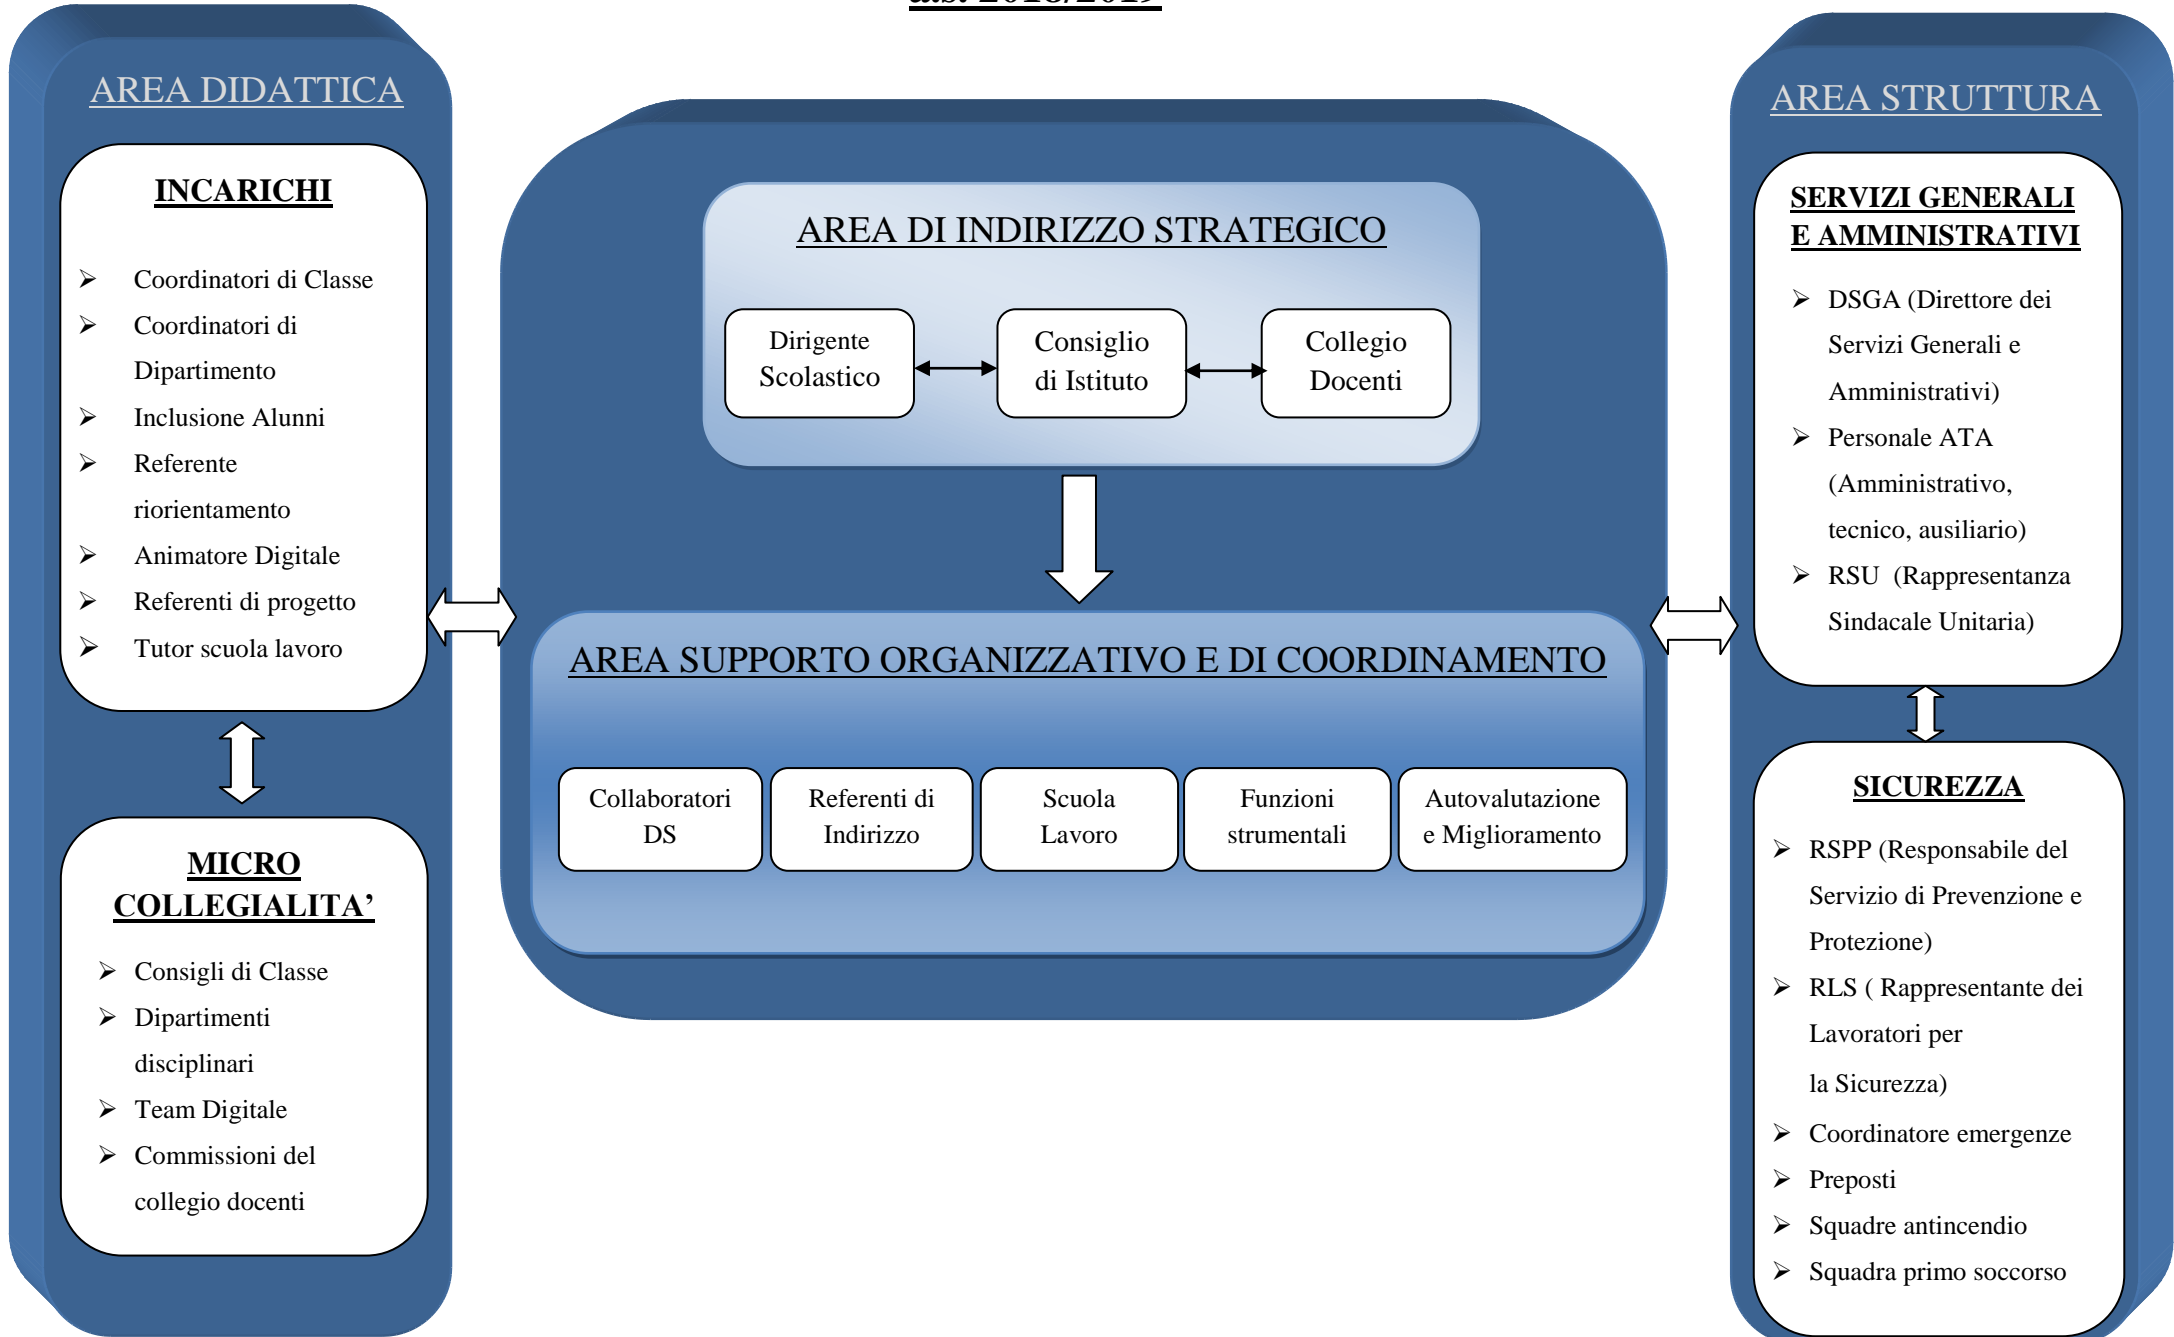 a.s. 2018/2019
AREA DIDATTICA
INCARICHI
➢ Coordinatori di Classe
➢ Coordinatori di
Dipartimento
➢ Inclusione Alunni
➢ Referente
riorientamento
➢ Animatore Digitale
➢ Referenti di progetto
➢ Tutor scuola lavoro
MICRO
COLLEGIALITA’
➢ Consigli di Classe
➢ Dipartimenti
disciplinari
➢ Team Digitale
➢ Commissioni del
collegio docenti
AREA DI INDIRIZZO STRATEGICO
Dirigente
Scolastico
Consiglio
di Istituto
Collegio
Docenti
AREA SUPPORTO ORGANIZZATIVO E DI COORDINAMENTO
Collaboratori
DS
Referenti di
Indirizzo
Scuola
Lavoro
Funzioni
strumentali
Autovalutazione
e Miglioramento
AREA STRUTTURA
SERVIZI GENERALI
E AMMINISTRATIVI
➢ DSGA (Direttore dei
Servizi Generali e
Amministrativi)
➢ Personale ATA
(Amministrativo,
tecnico, ausiliario)
➢ RSU (Rappresentanza
Sindacale Unitaria)
SICUREZZA
➢ RSPP (Responsabile del
Servizio di Prevenzione e
Protezione)
➢ RLS ( Rappresentante dei
Lavoratori per
la Sicurezza)
➢ Coordinatore emergenze
➢ Preposti
➢ Squadre antincendio
➢ Squadra primo soccorso